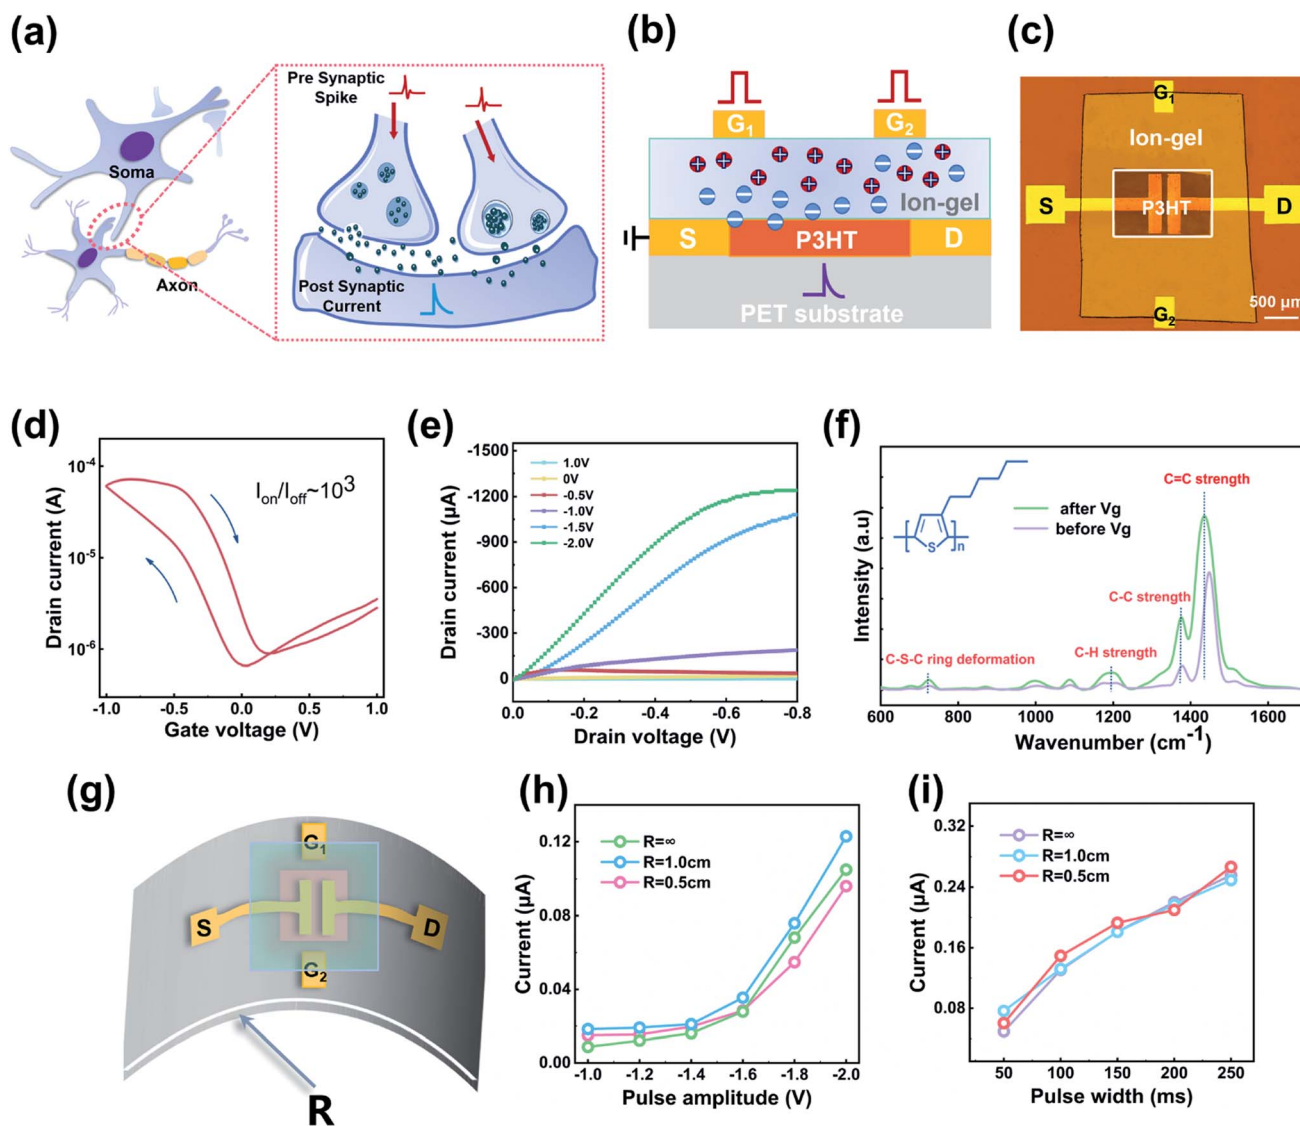 (a)
Pre Synaptic
Spike
Soma
Axon
Post Synaptic
Current
(b)
G1
G2
Ion-gel
S
P3HT
D
PET substrate
(c)
G1
Ion-gel
S
P3HT
D
G2
500 μm
(d)
Drain current (A)
10-4
10-5
10-6
Ion/Ioff~103
-1.0
-0.5
0.0
0.5
1.0
Gate voltage (V)
(e)
Drain current (μA)
-1500
-1200
-900
-600
-300
0
1.0V
0V
-0.5V
-1.0V
-1.5V
-2.0V
0.0
-0.2
-0.4
-0.6
-0.8
Drain voltage (V)
(f)
Intensity (a.u)
S
n
C=C strength
after Vg
before Vg
C-C strength
C-S-C ring deformation
C-H strength
600
800
1000
1200
1400
1600
Wavenumber (cm-1)
(g)
G1
S
D
G2
R
(h)
Current (μA)
0.12
0.08
0.04
0.00
R=∞
R=1.0cm
R=0.5cm
-1.0
-1.2
-1.4
-1.6
-1.8
-2.0
Pulse amplitude (V)
(i)
Current (μA)
0.32
0.24
0.16
0.08
R=∞
R=1.0cm
R=0.5cm
50
100
150
200
250
Pulse width (ms)